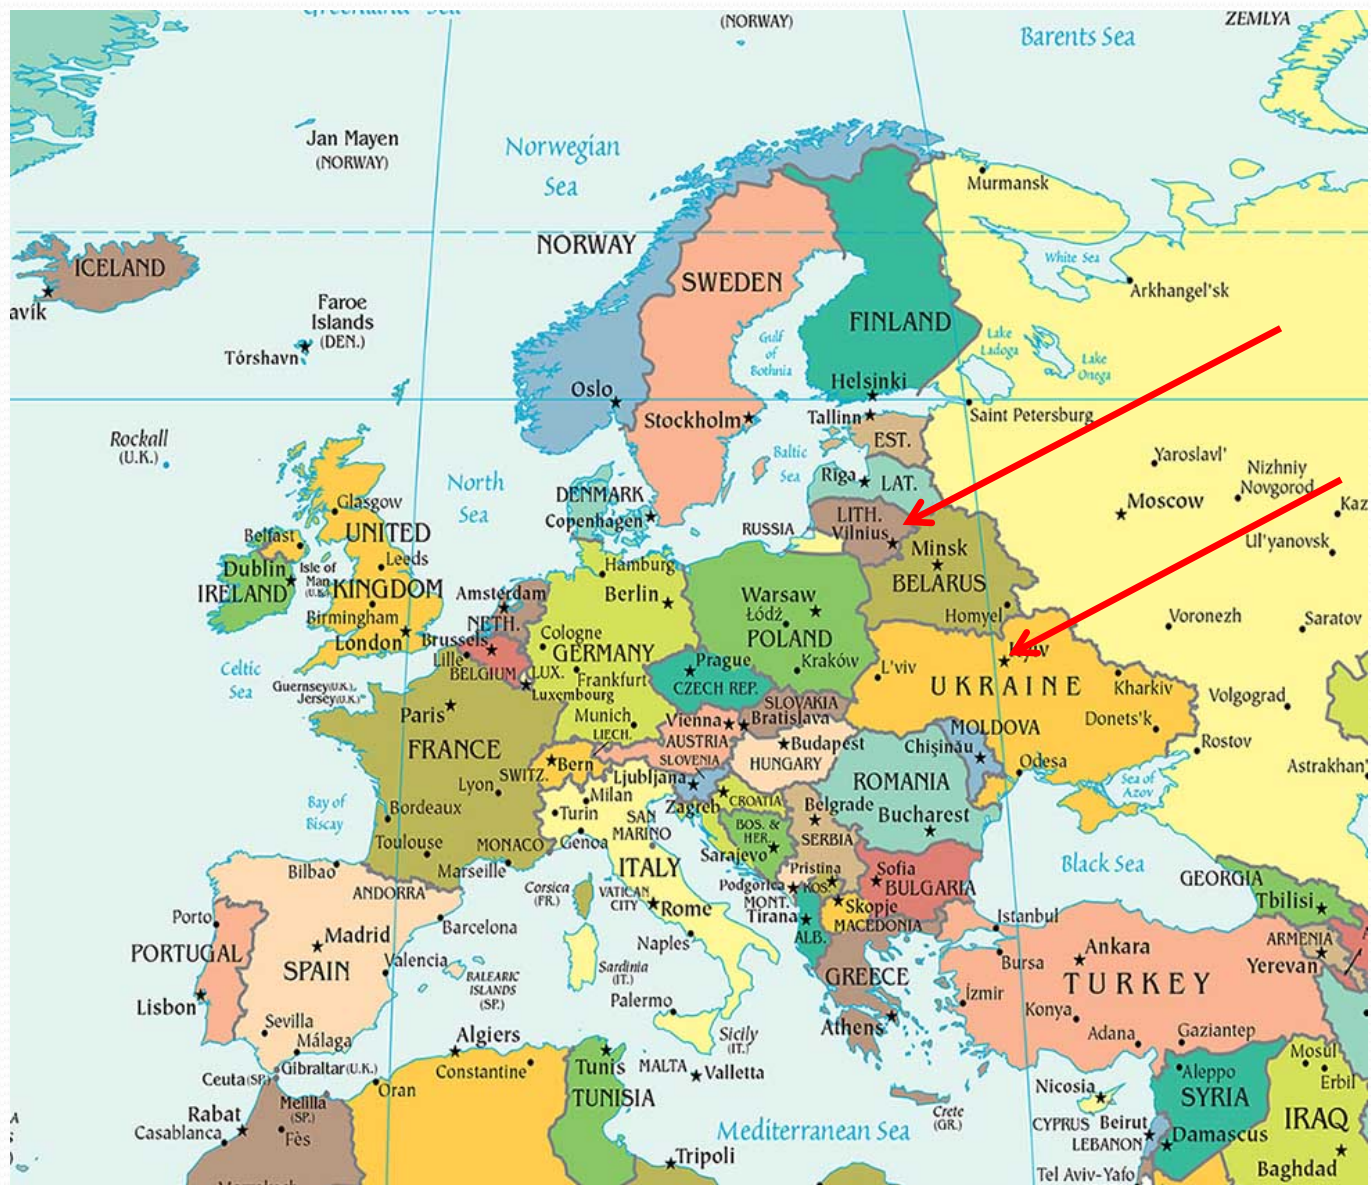 Greenland Sea
(NORWAY)
ZEMLYA
Barents Sea
Jan Mayen
(NORWAY)
Norwegian
Sea
Murmansk
NORWAY
White Sea
ICELAND
SWEDEN
Arkhangel'sk
avík
Faroe
Islands
(DEN.)
Tórshavn
FINLAND
Gulf
of
Bothnia
Lake
Ladoga
Lake
Onega
Oslo
Helsinki
Stockholm
Tallinn
Saint Petersburg
Rockall
(U.K.)
EST.
Baltic
Sea
Yaroslavl'
Riga
LAT.
Nizhniy
Novgorod
North
Sea
Glasgow
DENMARK
Copenhagen
Moscow
Kaz
LITH.
Vilnius
RUSSIA
UNITED
KINGDOM
Belfast
Minsk
BELARUS
Ul'yanovsk
Dublin
IRELAND
Isle of
Man
(U.K.)
Leeds
Hamburg
Berlin
Amsterdam
NETH.
Warsaw
Łódź
POLAND
Homyel
Birmingham
London
Voronezh
Saratov
Brussels
BELGIUM
Lille
Cologne
GERMANY
LUX.
Luxembourg
Frankfurt
Prague
CZECH REP.
Kraków
L'viv
UKRAINE
Kharkiv
Celtic
Sea
Guernsey(U.K.)
Jersey(U.K.)
Volgograd
Paris
Munich
LIECH.
Vienna
AUSTRIA
SLOVAKIA
Bratislava
MOLDOVA
Chişinău
Donets'k
FRANCE
SWITZ.
Bern
SLOVENIA
Ljubljana
Budapest
HUNGARY
Rostov
Odesa
Astrakhan'
Sea of
Azov
Lyon
Milan
Turin
Zagreb
CROATIA
ROMANIA
Bucharest
Bay of
Biscay
Bordeaux
SAN
MARINO
BOS. &
HER.
Sarajevo
Belgrade
SERBIA
Toulouse
MONACO
Genoa
Marseille
ITALY
Black Sea
Bilbao
ANDORRA
Corsica
(FR.)
VATICAN
CITY
Rome
Podgorica
MONT.
Pristina
KOS.
Sofia
BULGARIA
GEORGIA
Tbilisi
Porto
Tirana
ALB.
Skopje
MACEDONIA
Istanbul
Barcelona
PORTUGAL
Madrid
SPAIN
Naples
Ankara
ARMENIA
Yerevan
Valencia
BALEARIC
ISLANDS
(SP.)
Sardinia
(IT.)
GREECE
Bursa
TURKEY
Lisbon
Palermo
İzmir
Konya
Sevilla
Málaga
Sicily
(IT.)
Athens
Adana
Gaziantep
Algiers
Gibraltar(U.K.)
Ceuta(SP.)
Constantine
Tunis
TUNISIA
MALTA
Valletta
Mosul
Erbil
Aleppo
SYRIA
Oran
Nicosia
CYPRUS
Rabat
Melilla
(SP.)
Crete
(GR.)
Beirut
LEBANON
IRAQ
Casablanca
Fès
Mediterranean Sea
Damascus
Tripoli
Tel Aviv-Yafo
Baghdad